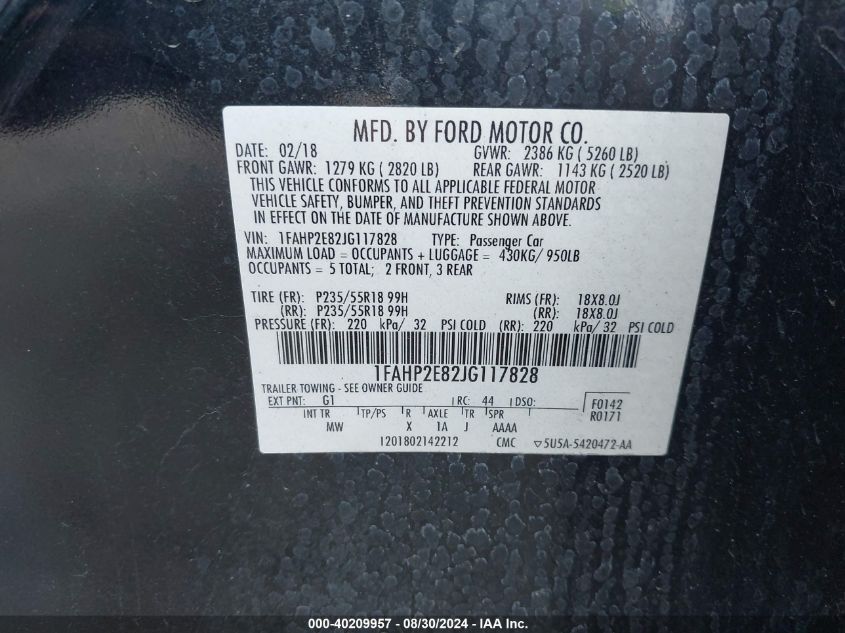 MFD. BY FORD MOTOR CO.
DATE: 02/18 GVWR: 2386 KG ( 5260 LB)
FRONT GAWR: 1279 KG ( 2820 LB) REAR GAWR: 1143 KG ( 2520 LB)
THIS VEHICLE CONFORMS TO ALL APPLICABLE FEDERAL MOTOR
VEHICLE SAFETY, BUMPER, AND THEFT PREVENTION STANDARDS
IN EFFECT ON THE DATE OF MANUFACTURE SHOWN ABOVE.
VIN: 1FAHP2E82JG117828 TYPE: Passenger Car
MAXIMUM LOAD = OCCUPANTS + LUGGAGE = 430KG/ 950LB
OCCUPANTS = 5 TOTAL; 2 FRONT, 3 REAR
TIRE (FR): P235/55R18 99H RIMS (FR): 18X8.0J
(RR): P235/55R18 99H (RR): 18X8.0J
PRESSURE (FR): 220 kPa/ 32 PSI COLD (RR): 220 kPa/ 32 PSI COLD
1FAHP2E82JG117828
TRAILER TOWING - SEE OWNER GUIDE
EXT PNT: G1 RC: 44 DSO: F0142
INT TR TP/PS R AXLE TR SPR R0171
MW X 1A J AAAA
1201802142212 CMC ▽5U5A-5420472-AA
000-40209957 - 08/30/2024 - IAA Inc.